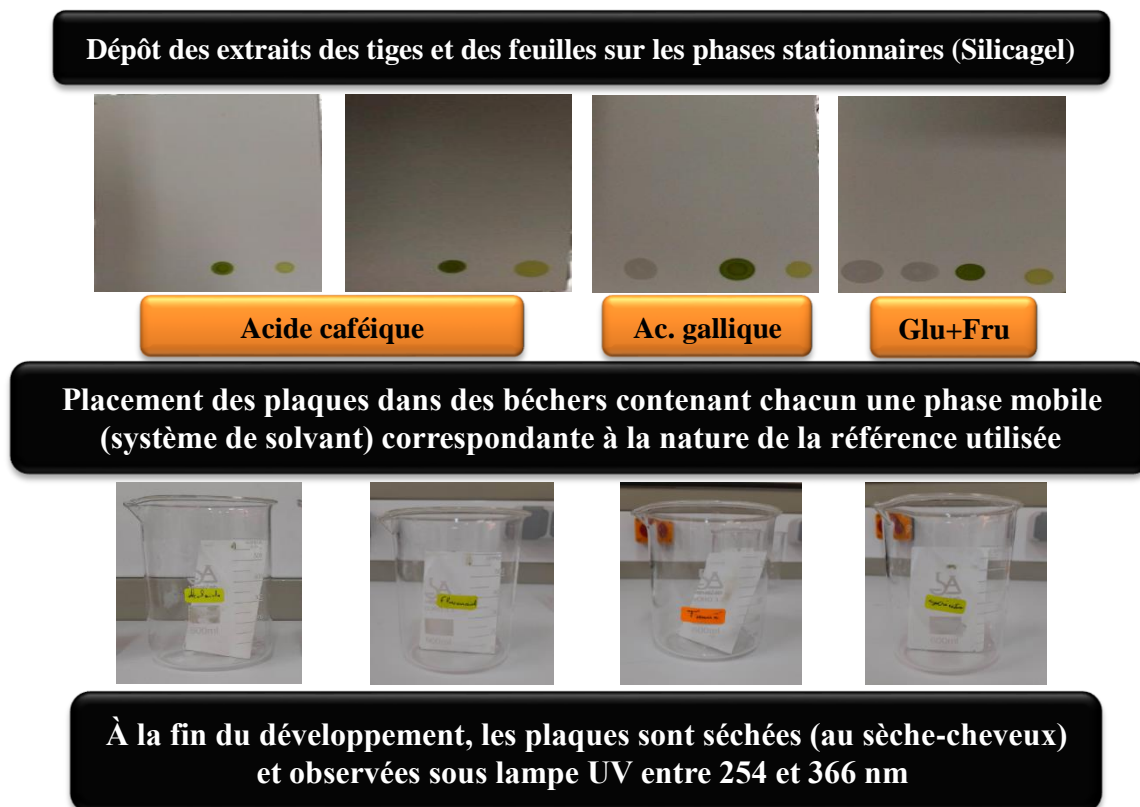 Dépôt des extraits des tiges et des feuilles sur les phases stationnaires (Silicagel)
Acide caféique
Ac. gallique
Glu+Fru
Placement des plaques dans des béchers contenant chacun une phase mobile
(système de solvant) correspondante à la nature de la référence utilisée
À la fin du développement, les plaques sont séchées (au sèche-cheveux)
et observées sous lampe UV entre 254 et 366 nm